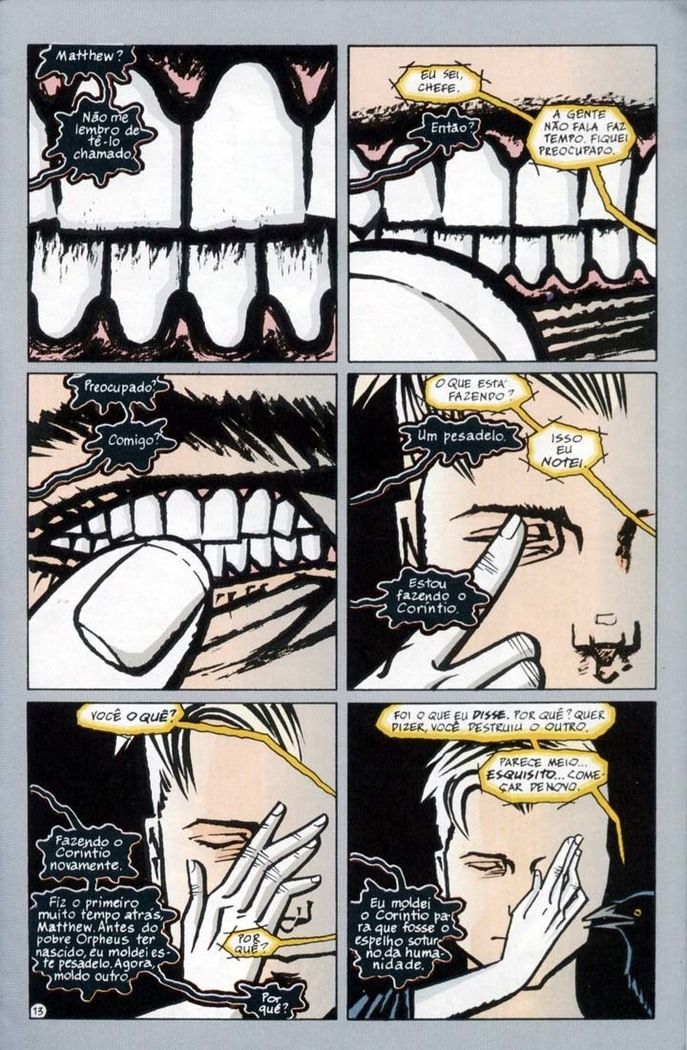 Matthew?
Não me
lembro de
tê-lo
chamado.
EU SEI,
CHEFE.
Então?
A GENTE
NÃO FALA FAZ
TEMPO. FIQUEI
PREOCUPADO.
Preocupado?
Comigo?
O QUE ESTÁ
FAZENDO?
Um pesadelo.
ISSO
EU
NOTEI.
Estou
fazendo o
Coríntio.
VOCÊ O QUÊ?
Fazendo o
Coríntio
novamente.
Fiz o primeiro
muito tempo atrás,
Matthew. Antes do
pobre Orpheus ter
nascido, eu moldei es-
te pesadelo. Agora,
moldo outro
POR
QUÊ?
Por
quê?
FOI O QUE EU DISSE. POR QUÊ? QUER
DIZER, VOCÊ DESTRUIU O OUTRO.
PARECE MEIO...
ESQUISITO... COME-
ÇAR DE NOVO.
Eu moldei
o Coríntio pa-
ra que fosse o
espelho sotur-
no da huma-
nidade.
13